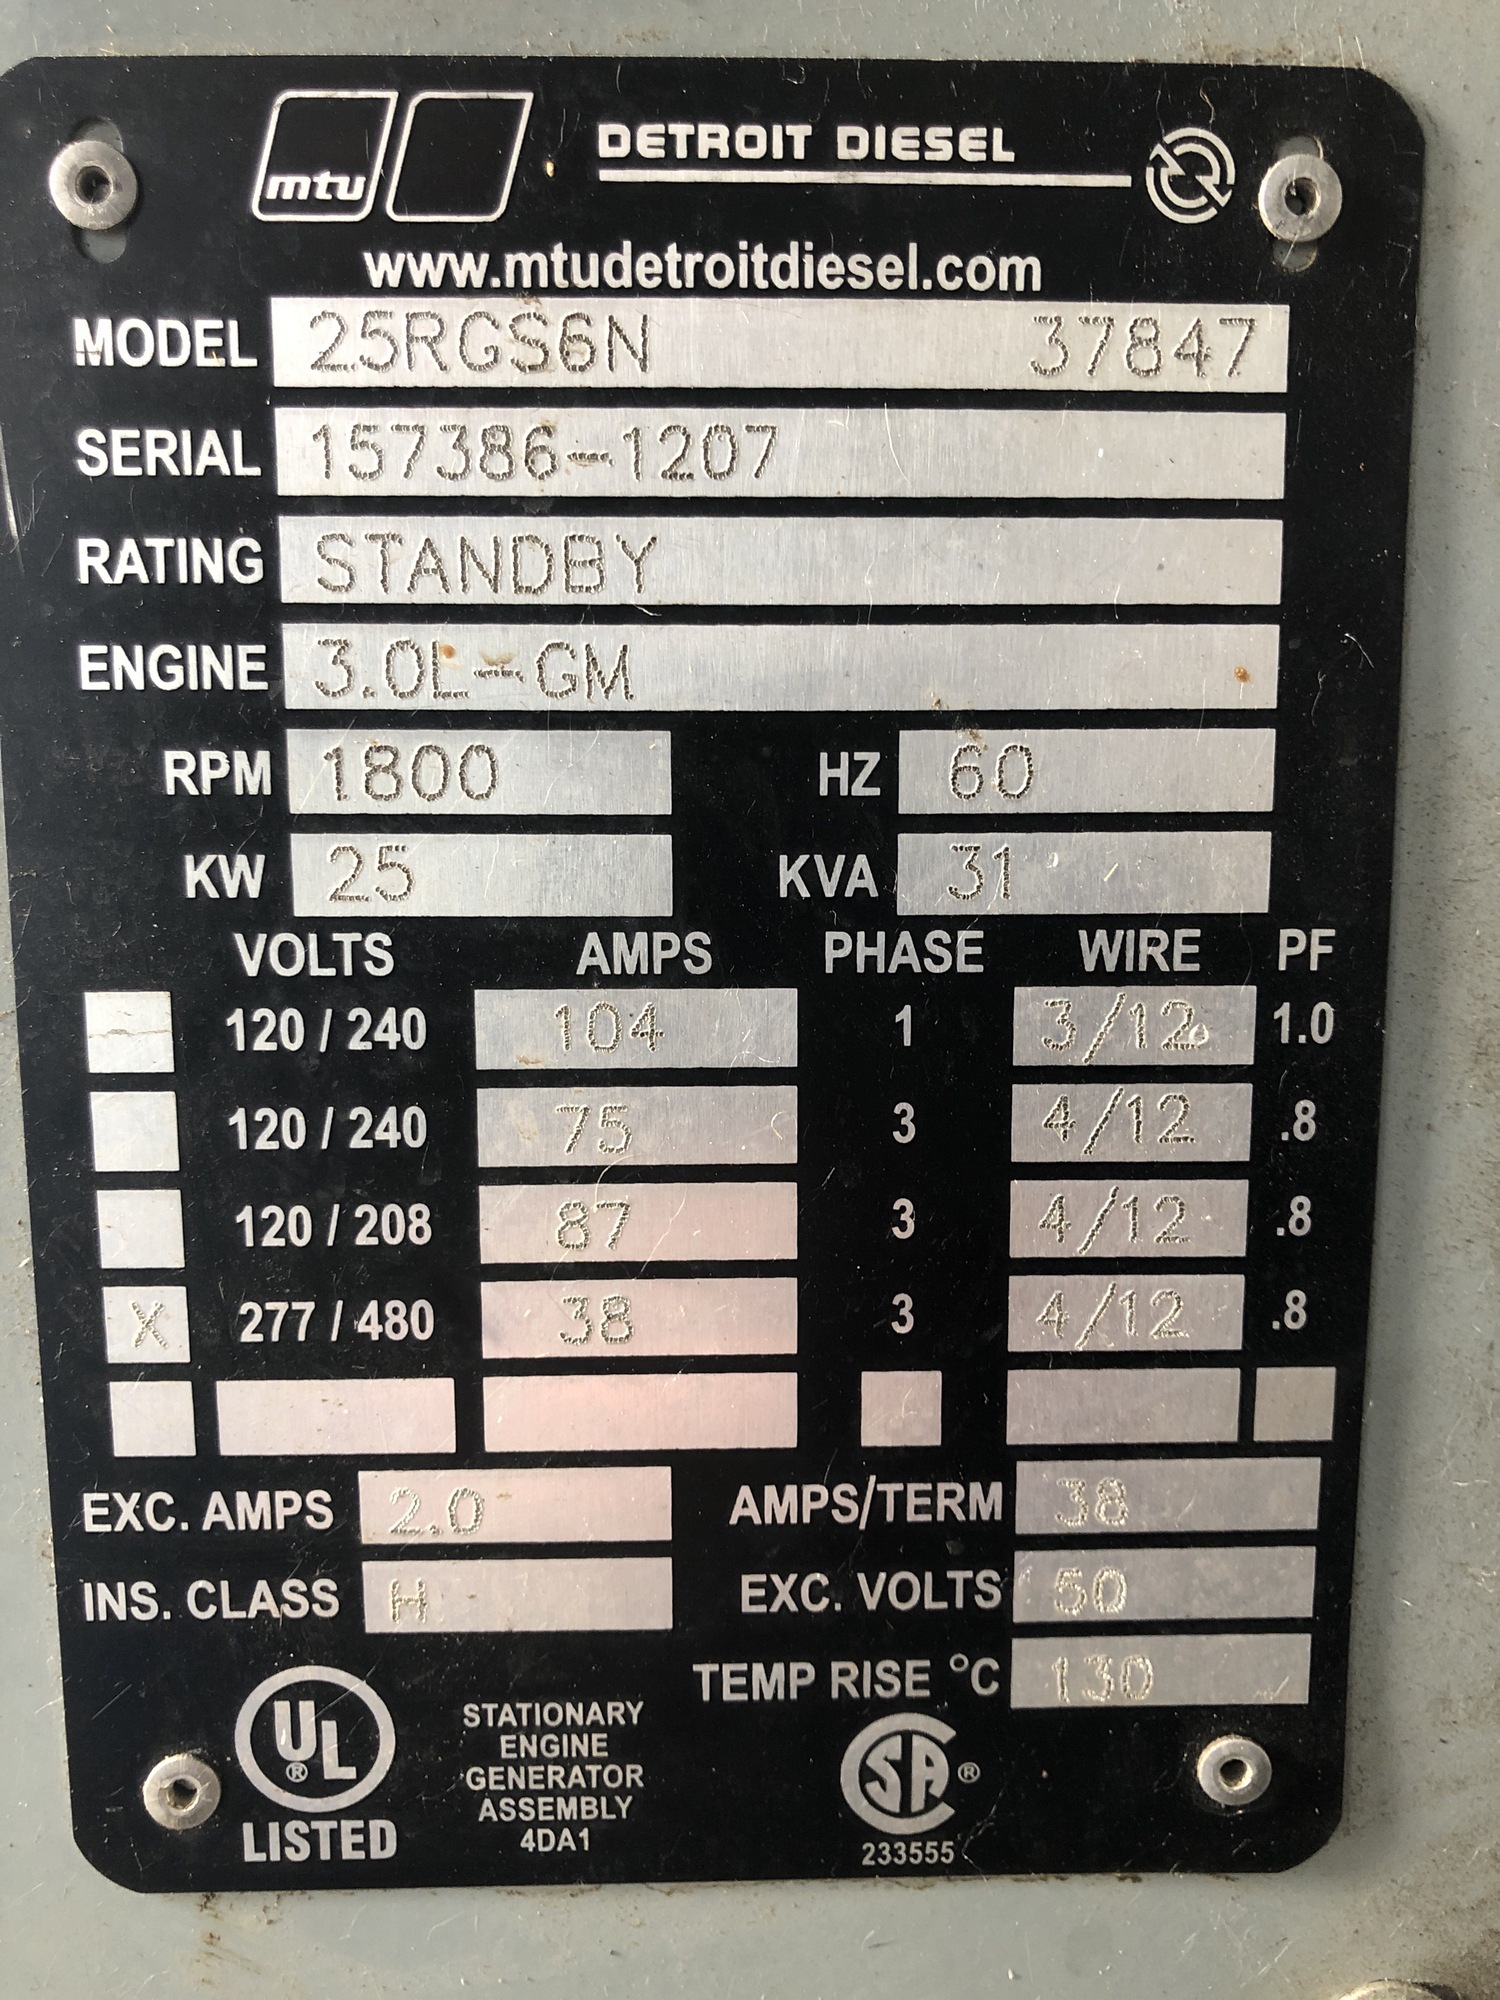 mtu DETROIT DIESEL
www.mtudetroitdiesel.com
MODEL 25RGS6N 37847
SERIAL 157386-1207
RATING STANDBY
ENGINE 3.0L-GM
RPM 1800 HZ 60
KW 25 KVA 31
VOLTS AMPS PHASE WIRE PF
120 / 240 104 1 3/12 1.0
120 / 240 75 3 4/12 .8
120 / 208 87 3 4/12 .8
X 277 / 480 38 3 4/12 .8
EXC. AMPS 2.0 AMPS/TERM 38
INS. CLASS H EXC. VOLTS 50
TEMP RISE °C 130
UL ®
LISTED
STATIONARY
ENGINE
GENERATOR
ASSEMBLY
4DA1
SA ®
233555